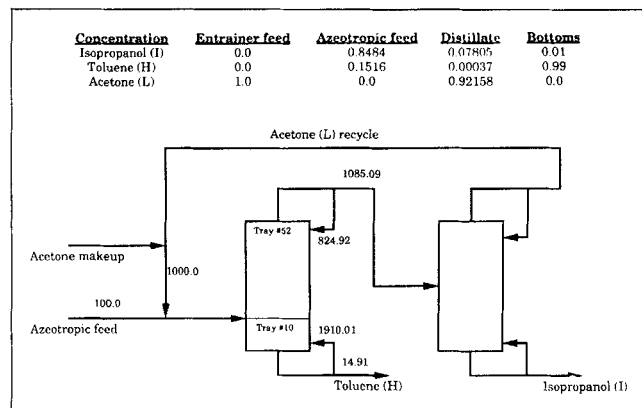 Concentration Entrainer feed Azeotropic feed Distillate Bottoms
Isopropanol (I) 0.0 0.8484 0.07805 0.01
Toluene (H) 0.0 0.1516 0.00037 0.99
Acetone (L) 1.0 0.0 0.92158 0.0
Acetone (L) recycle
1085.09
Tray #52
824.92
Acetone makeup
1000.0
100.0
Azeotropic feed
Tray #10
1910.01
14.91
Toluene (H)
Isopropanol (I)